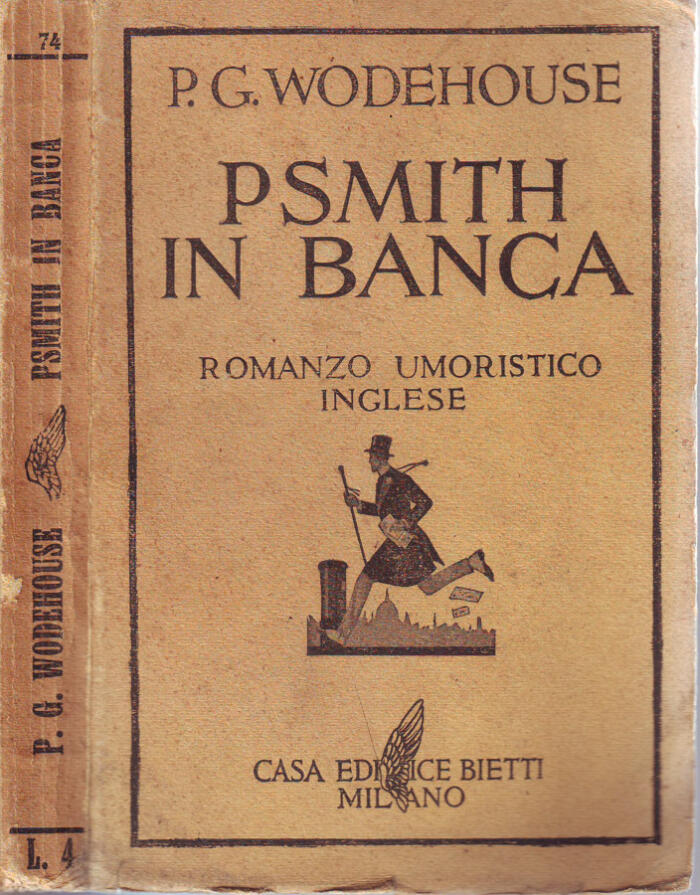 74
PSMITH IN BANCA
P. G. WODEHOUSE
L. 4
P. G. WODEHOUSE
PSMITH
IN BANCA
ROMANZO UMORISTICO
INGLESE
CASA EDITRICE BIETTI
MILANO